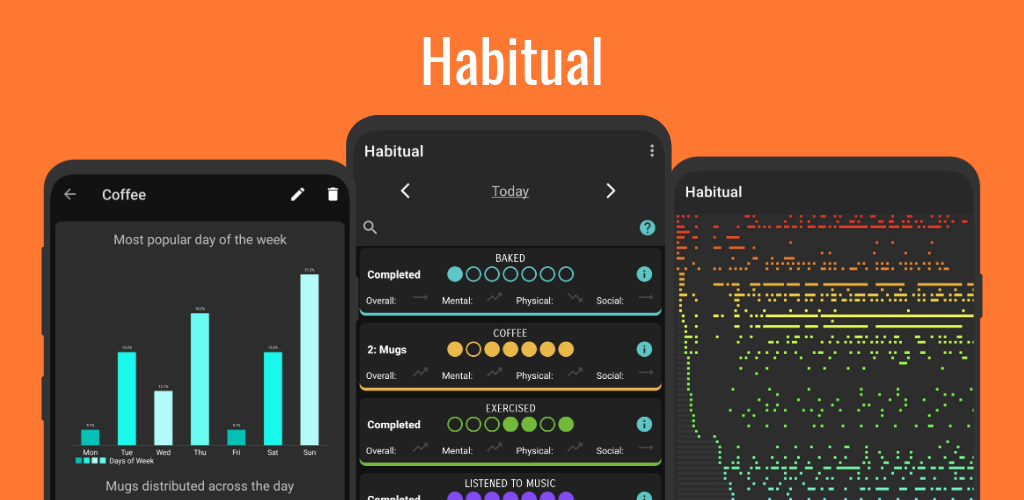 Habitual
Coffee
Most popular day of the week
Mon Tue Wed Thu Fri Sat Sun
Days of Week
Mugs distributed across the day
Habitual
Today
?
BAKED
Completed
i
Overall: Mental: Physical: Social:
COFFEE
2: Mugs
i
Overall: Mental: Physical: Social:
EXERCISED
Completed
i
Overall: Mental: Physical: Social:
LISTENED TO MUSIC
Completed
Habitual